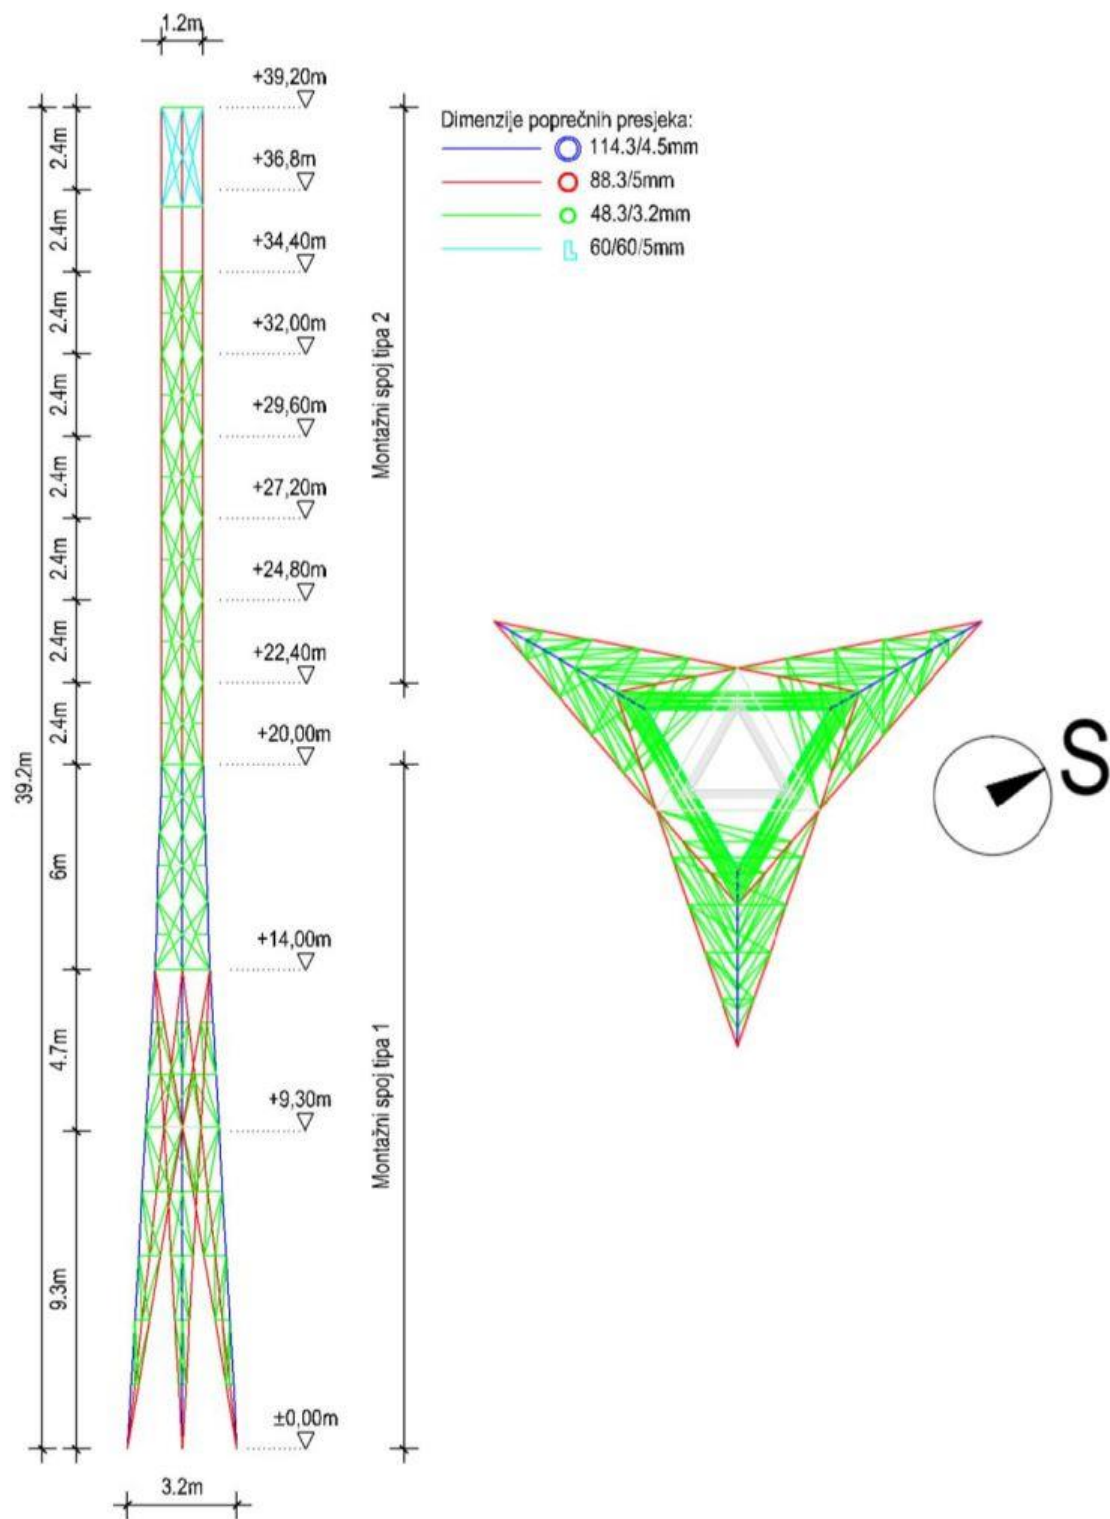 1.2m
+39,20m
2.4m
+36,8m
2.4m
+34,40m
2.4m
+32,00m
2.4m
+29,60m
2.4m
+27,20m
2.4m
+24,80m
2.4m
+22,40m
2.4m
+20,00m
39.2m
6m
+14,00m
4.7m
+9,30m
9.3m
±0,00m
3.2m
Montažni spoj tipa 2
Montažni spoj tipa 1
Dimenzije poprečnih presjeka:
114.3/4.5mm
88.3/5mm
48.3/3.2mm
60/60/5mm
S